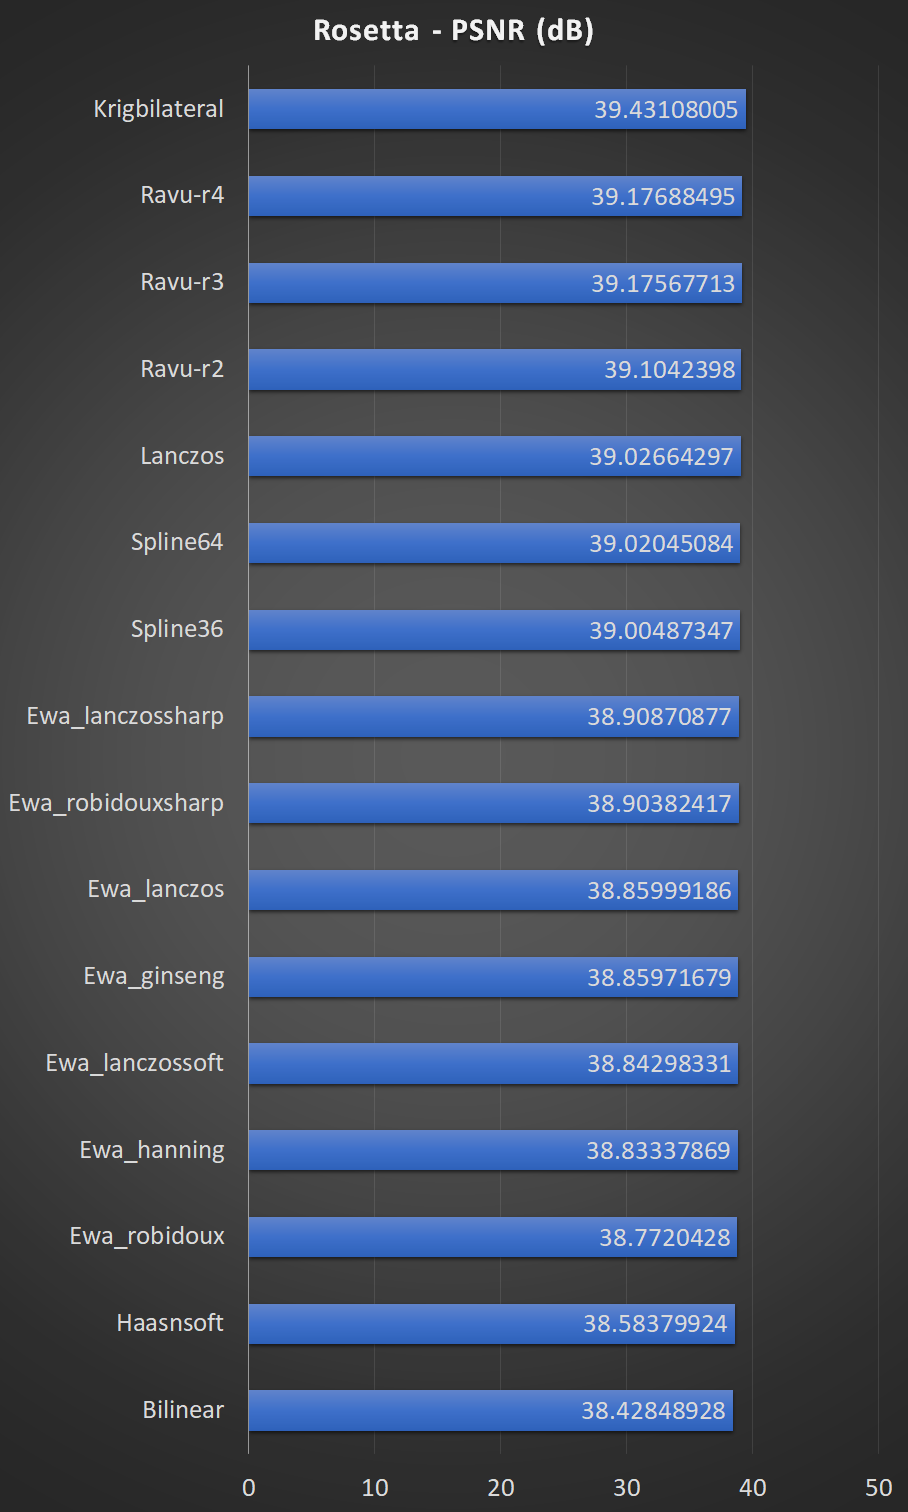 Rosetta - PSNR (dB)
Krigbilateral 39.43108005
Ravu-r4 39.17688495
Ravu-r3 39.17567713
Ravu-r2 39.1042398
Lanczos 39.02664297
Spline64 39.02045084
Spline36 39.00487347
Ewa_lanczossharp 38.90870877
Ewa_robidouxsharp 38.90382417
Ewa_lanczos 38.85999186
Ewa_ginseng 38.85971679
Ewa_lanczossoft 38.84298331
Ewa_hanning 38.83337869
Ewa_robidoux 38.7720428
Haasnsoft 38.58379924
Bilinear 38.42848928
0 10 20 30 40 50